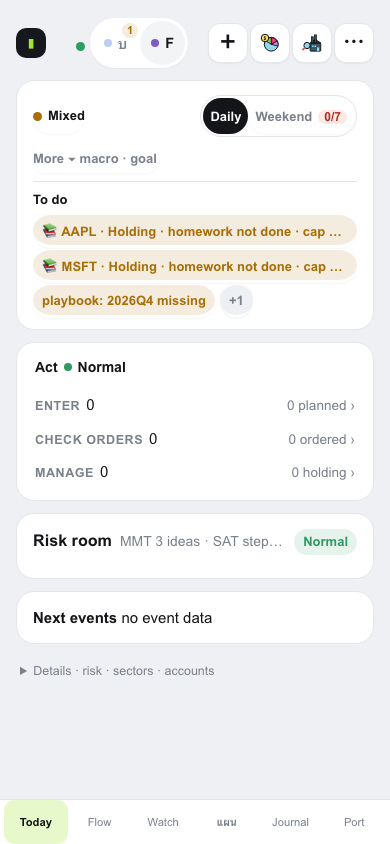 1
บ F
Mixed Daily Weekend 0/7
More macro · goal
To do
AAPL · Holding · homework not done · cap ...
MSFT · Holding · homework not done · cap ...
playbook: 2026Q4 missing +1
Act Normal
ENTER 0 0 planned ›
CHECK ORDERS 0 0 ordered ›
MANAGE 0 0 holding ›
Risk room MMT 3 ideas · SAT step... Normal
Next events no event data
Details · risk · sectors · accounts
Today Flow Watch แผน Journal Port